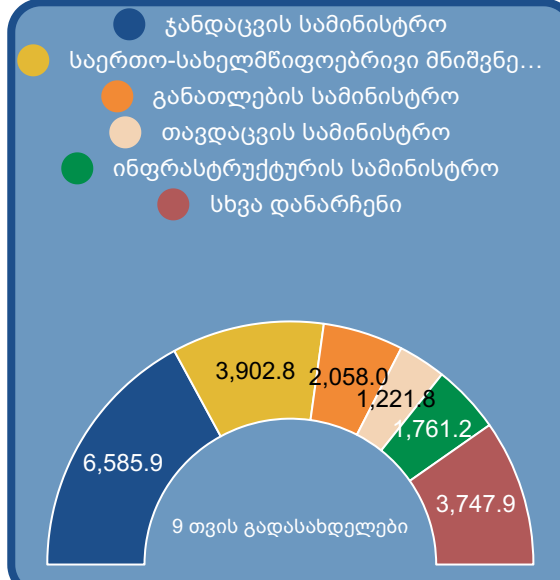 ჯანდაცვის სამინისტრო
საერთო-სახელმწიფოებრივი მნიშვნე...
განათლების სამინისტრო
თავდაცვის სამინისტრო
ინფრასტრუქტურის სამინისტრო
სხვა დანარჩენი
3,902.8
2,058.0
1,221.8
1,761.2
6,585.9
3,747.9
9 თვის გადასახდელები